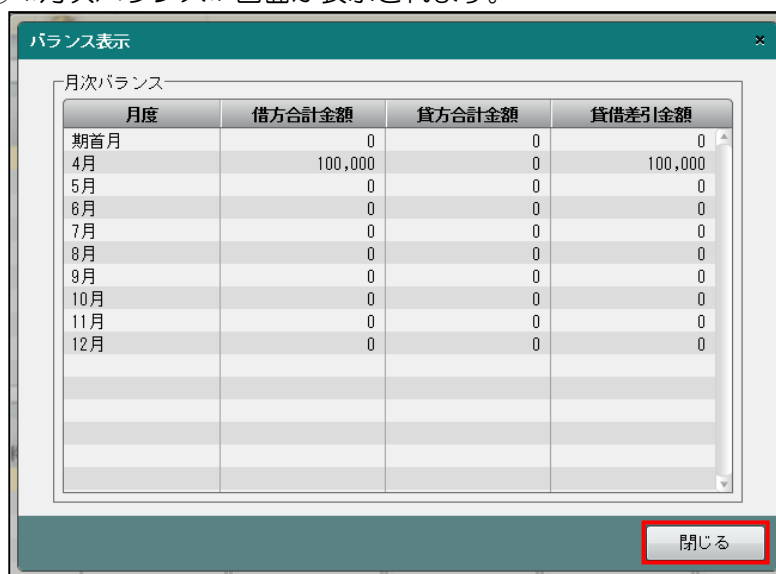 バランス表示 ×
月次バランス
月度 借方合計金額 貸方合計金額 貸借差引金額
期首月 0 0 0
4月 100,000 0 100,000
5月 0 0 0
6月 0 0 0
7月 0 0 0
8月 0 0 0
9月 0 0 0
10月 0 0 0
11月 0 0 0
12月 0 0 0
閉じる